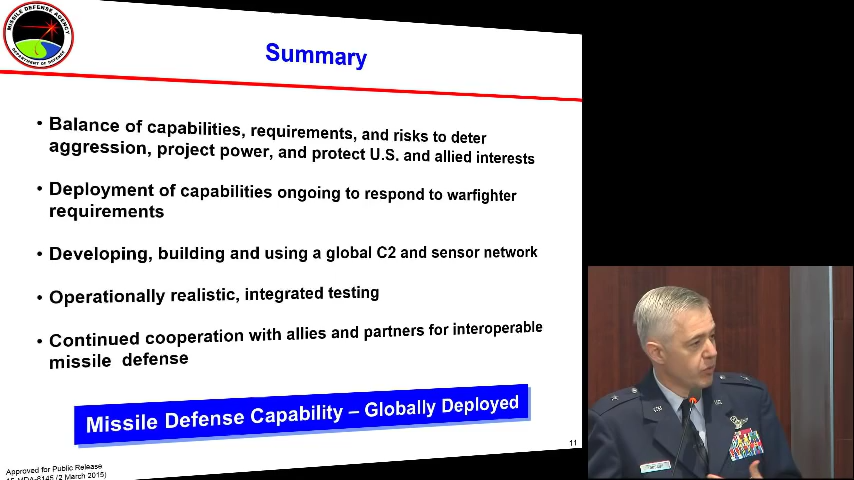 MISSILE DEFENSE AGENCY
DEPARTMENT OF DEFENSE
Summary
• Balance of capabilities, requirements, and risks to deter
aggression, project power, and protect U.S. and allied interests
• Deployment of capabilities ongoing to respond to warfighter
requirements
• Developing, building and using a global C2 and sensor network
• Operationally realistic, integrated testing
• Continued cooperation with allies and partners for interoperable
missile defense
Missile Defense Capability – Globally Deployed
11
Approved for Public Release
(2 March 2015)